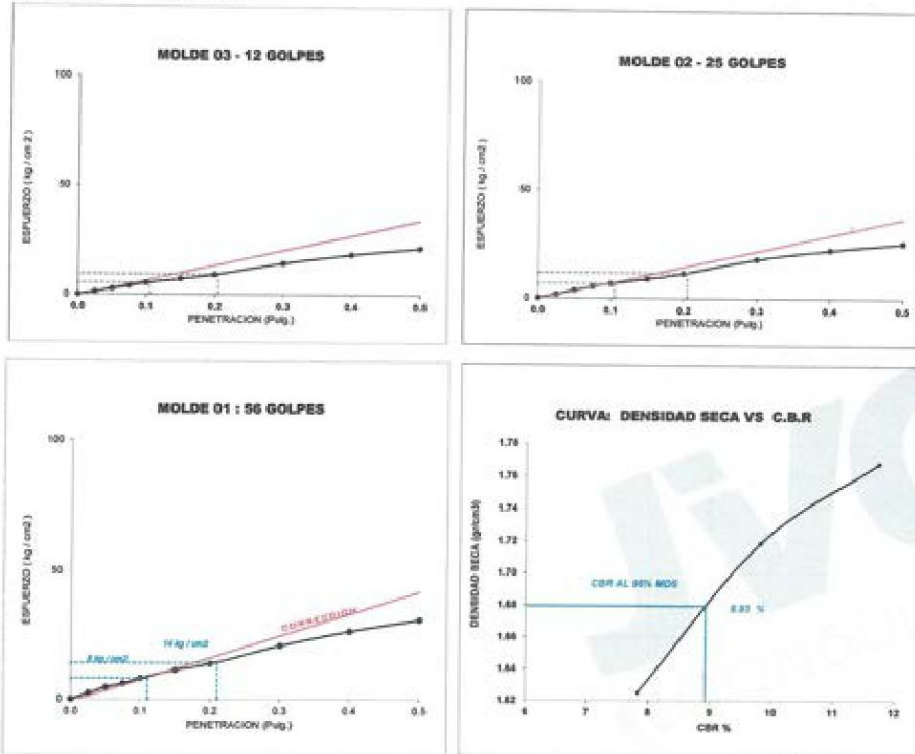 MOLDE 03 - 12 GOLPES
100
50
0
ESFUERZO ( kg / cm 2 )
0.0 0.1 0.2 0.3 0.4 0.5
PENETRACION (Pulg.)
MOLDE 02 - 25 GOLPES
100
50
0
ESFUERZO ( kg / cm2 )
0.0 0.1 0.2 0.3 0.4 0.5
PENETRACION (Pulg.)
MOLDE 01 : 56 GOLPES
100
50
0
ESFUERZO ( kg / cm2 )
CORRECCION
14 kg / cm2
8 kg / cm2
0.0 0.1 0.2 0.3 0.4 0.5
PENETRACION (Pulg.)
CURVA: DENSIDAD SECA VS C.B.R
1.78
1.76
1.74
1.72
1.70
1.68
1.66
1.64
1.62
DENSIDAD SECA (gr/cm3)
CBR AL 95% MDS
8.93 %
6 7 8 9 10 11 12
CBR %